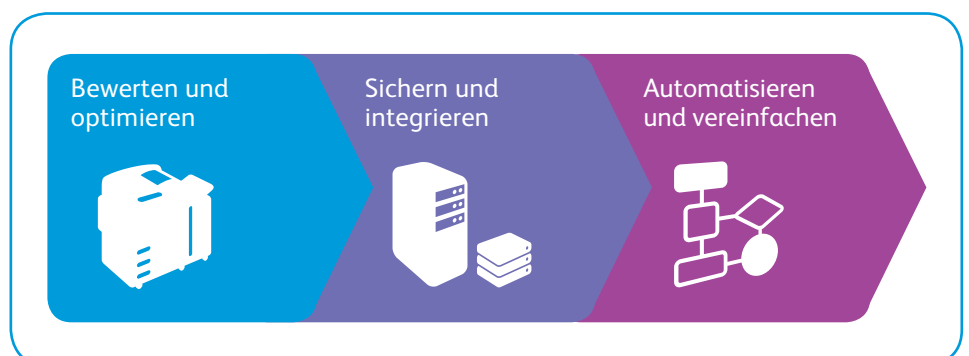 Bewerten und
optimieren
Sichern und
integrieren
Automatisieren
und vereinfachen